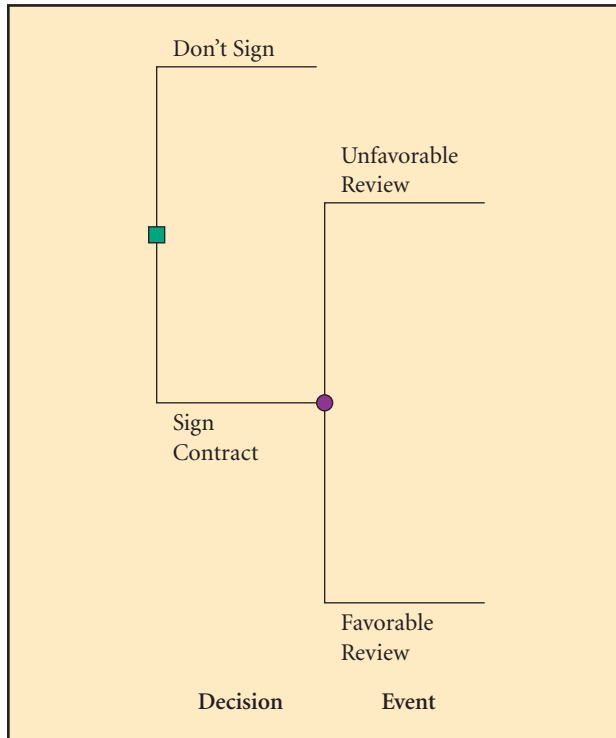 Don't Sign
Unfavorable
Review
Sign
Contract
Favorable
Review
Decision
Event